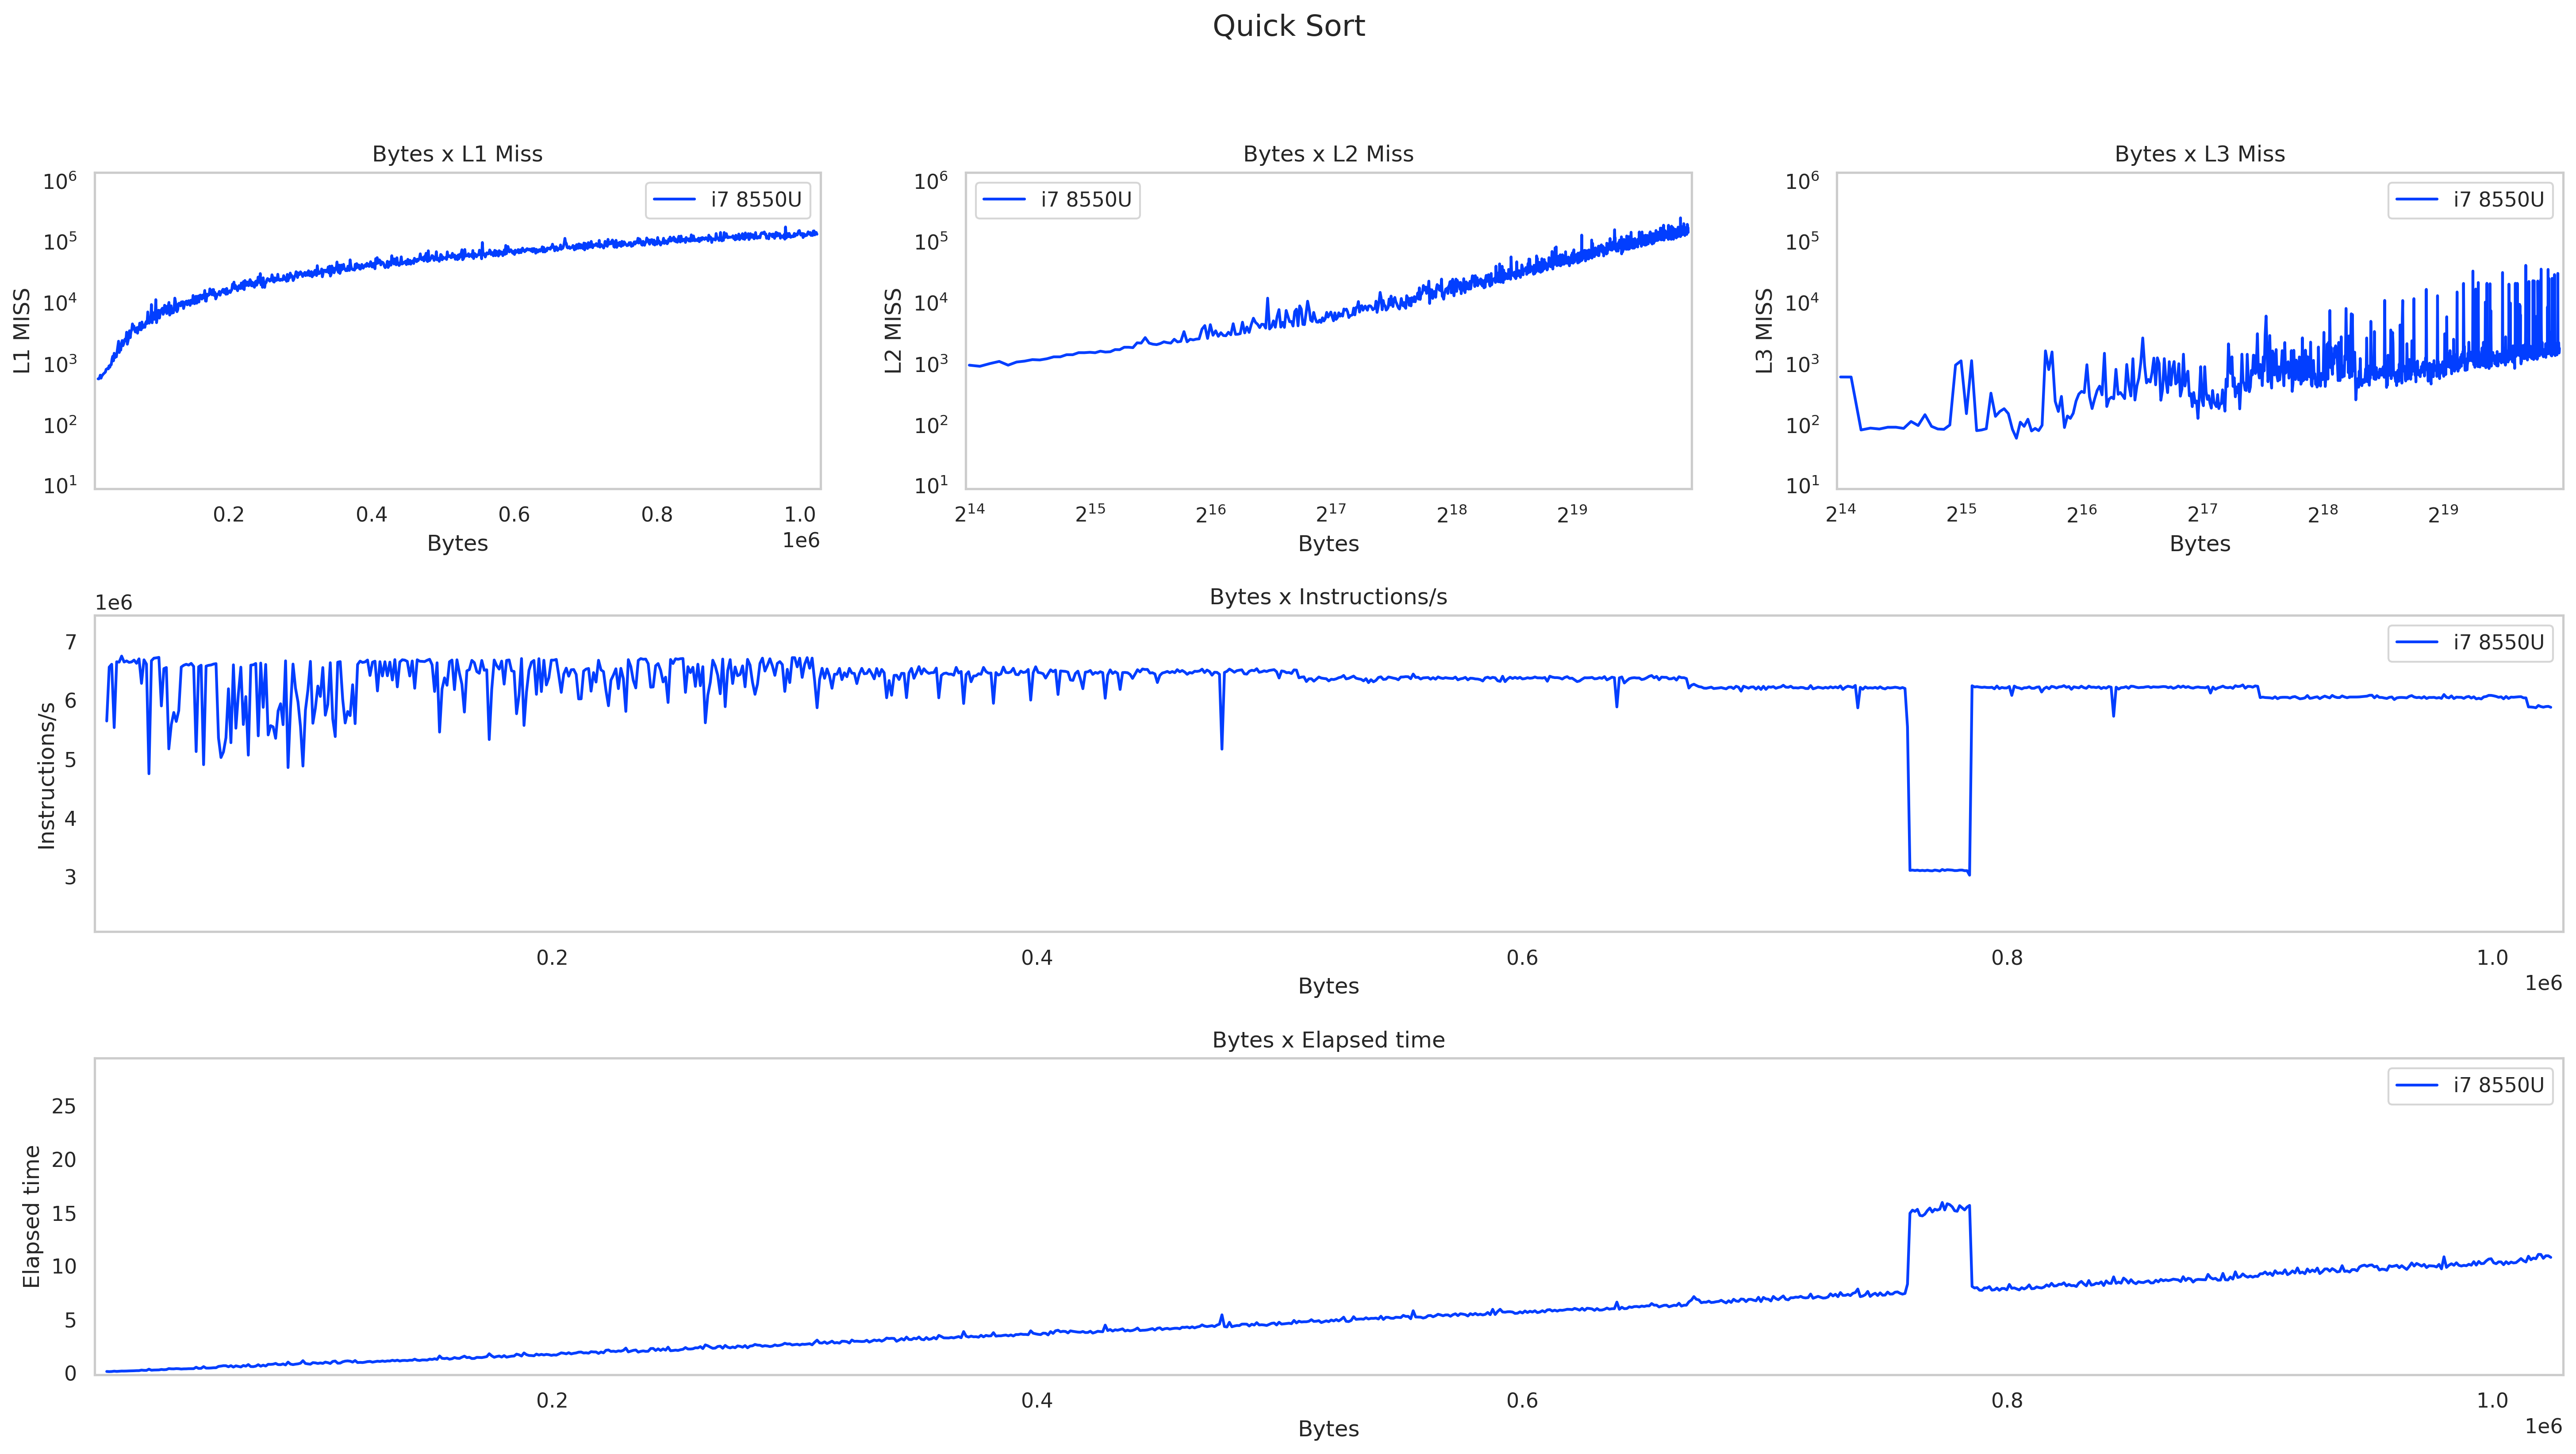 Quick Sort
Bytes x L1 Miss
L1 MISS
10^6
10^5
10^4
10^3
10^2
10^1
i7 8550U
0.2 0.4 0.6 0.8 1.0
1e6
Bytes
Bytes x L2 Miss
L2 MISS
10^6
10^5
10^4
10^3
10^2
10^1
i7 8550U
2^14 2^15 2^16 2^17 2^18 2^19
Bytes
Bytes x L3 Miss
L3 MISS
10^6
10^5
10^4
10^3
10^2
10^1
i7 8550U
2^14 2^15 2^16 2^17 2^18 2^19
Bytes
Bytes x Instructions/s
1e6
Instructions/s
7
6
5
4
3
i7 8550U
0.2 0.4 0.6 0.8 1.0
Bytes
1e6
Bytes x Elapsed time
Elapsed time
25
20
15
10
5
0
i7 8550U
0.2 0.4 0.6 0.8 1.0
Bytes
1e6